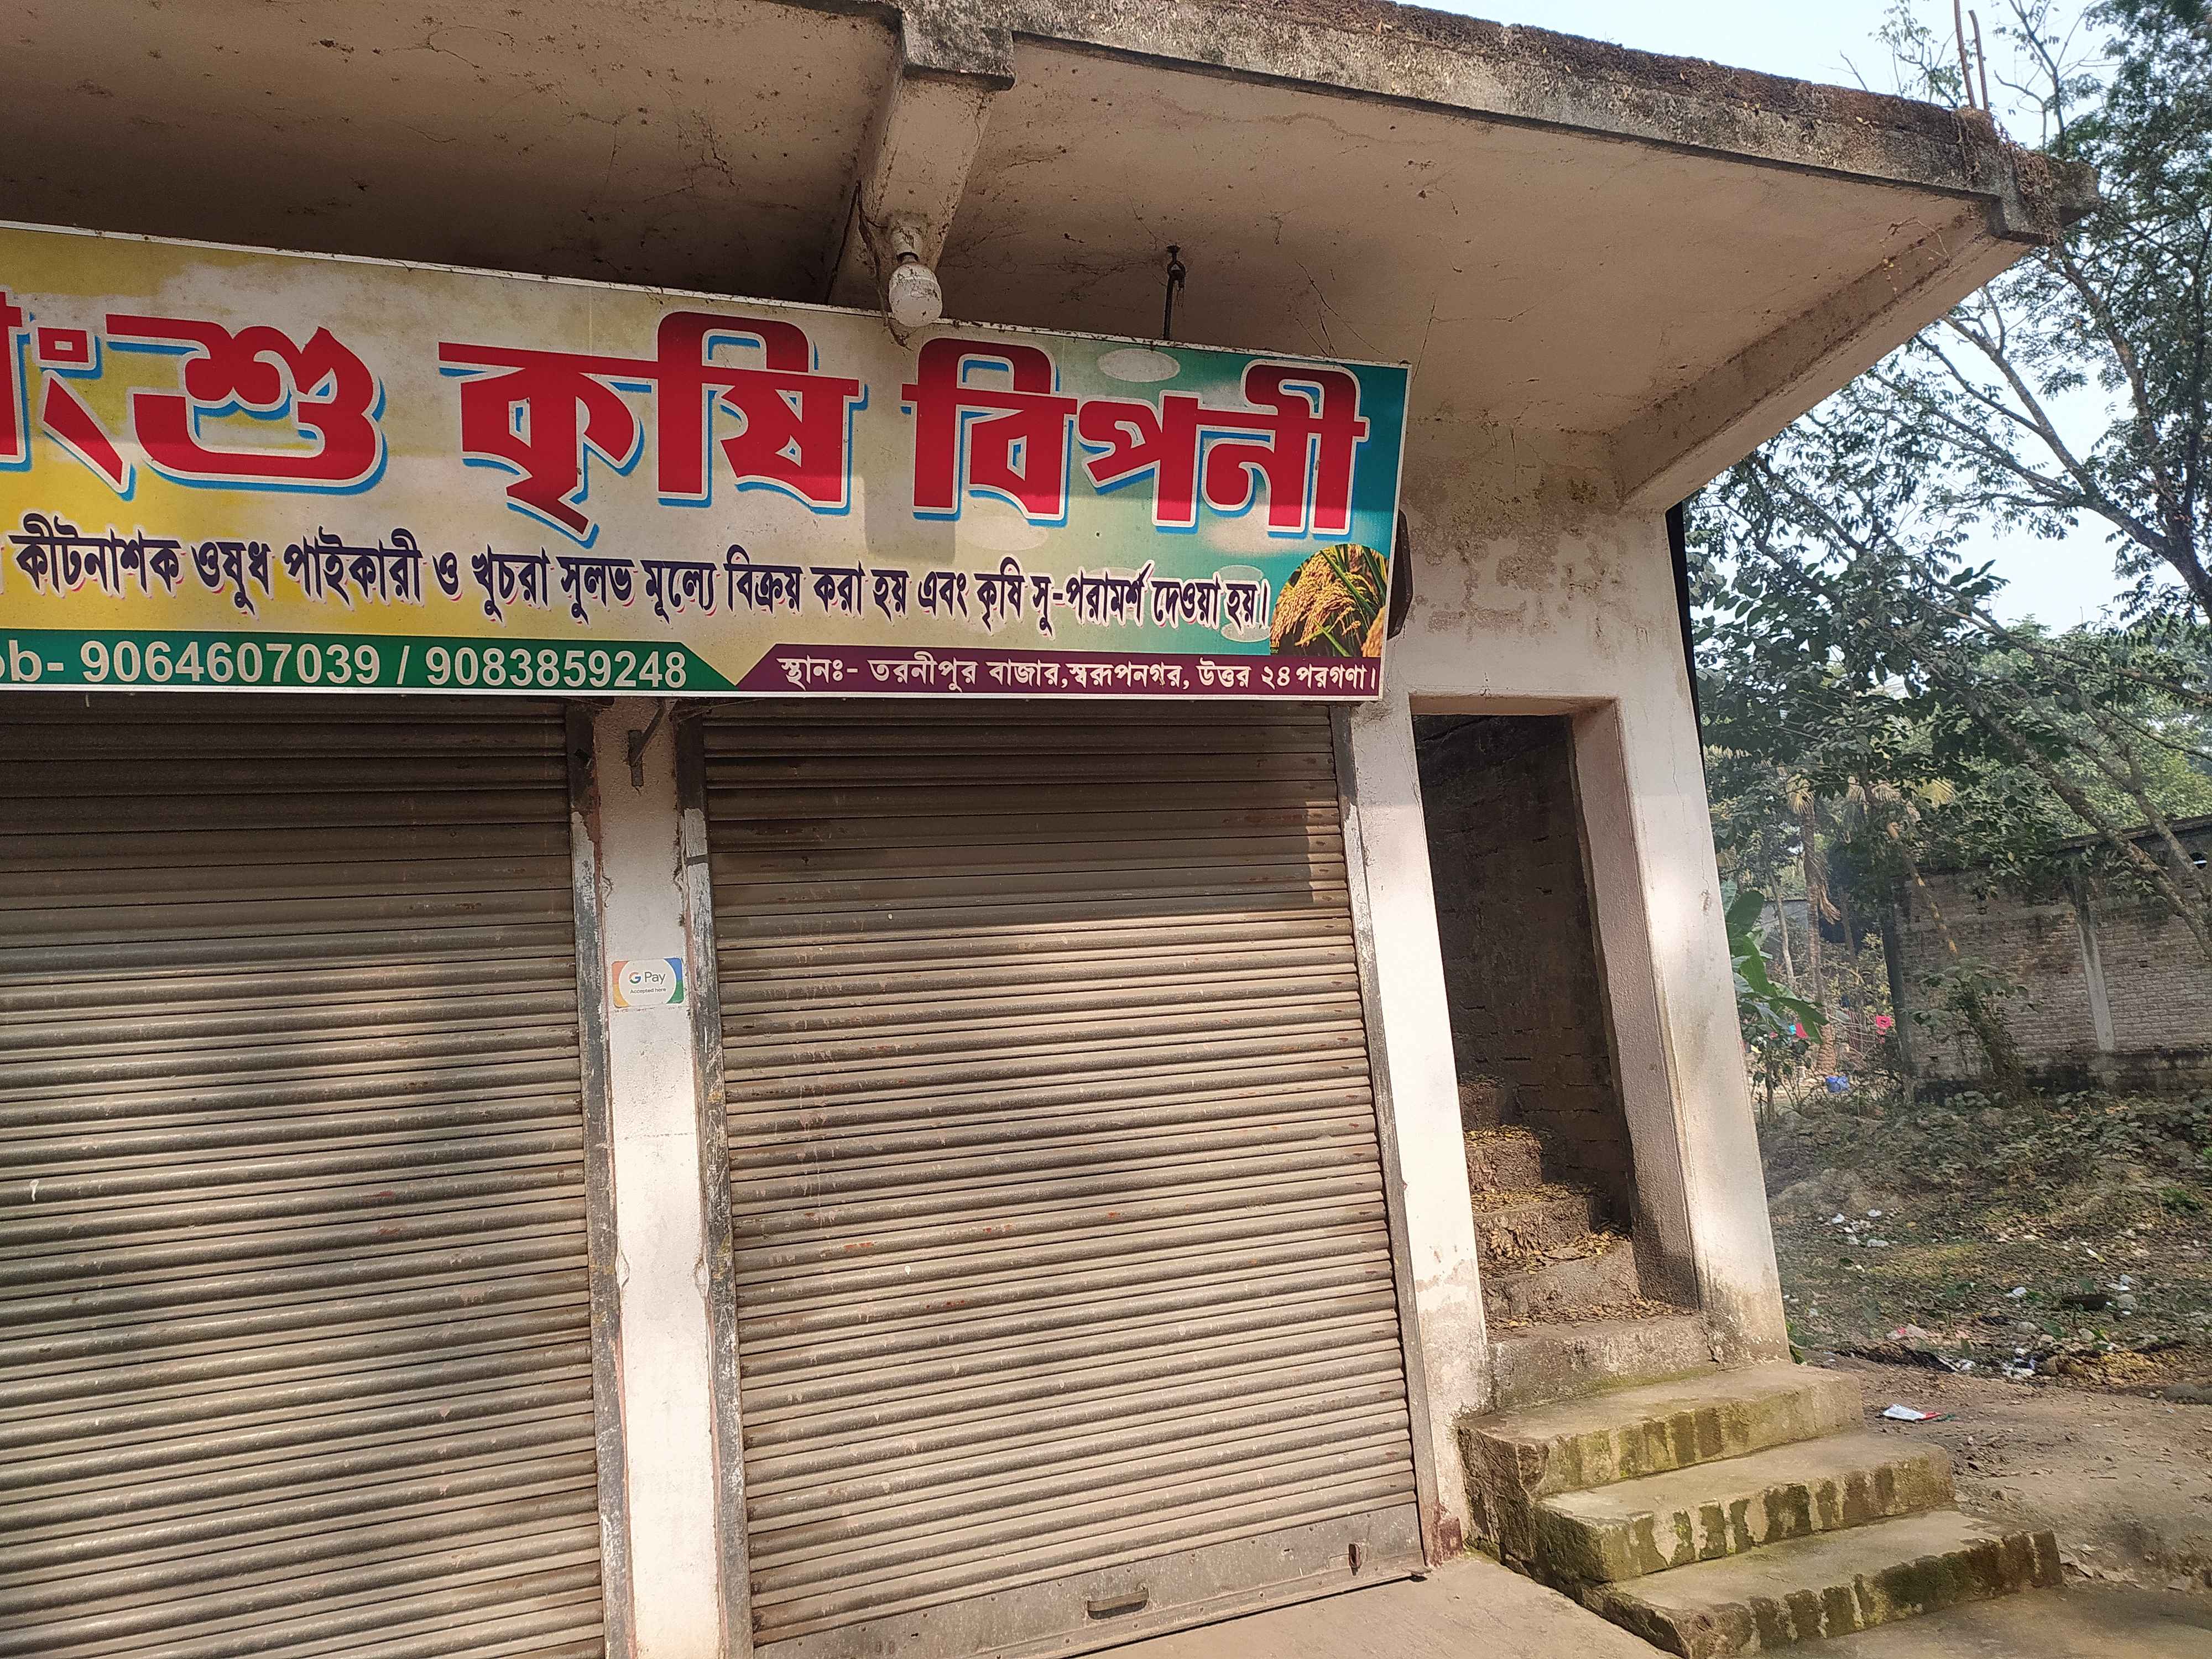 ংশু কৃষি বিপনী
কীটনাশক ওষুধ পাইকারী ও খুচরা সুলভ মূল্যে বিক্রয় করা হয় এবং কৃষি সু-পরামর্শ দেওয়া হয়।
ob- 9064607039 / 9083859248
স্থানঃ- তরনীপুর বাজার,স্বরূপনগর, উত্তর ২৪ পরগণা।
G Pay
Accepted here